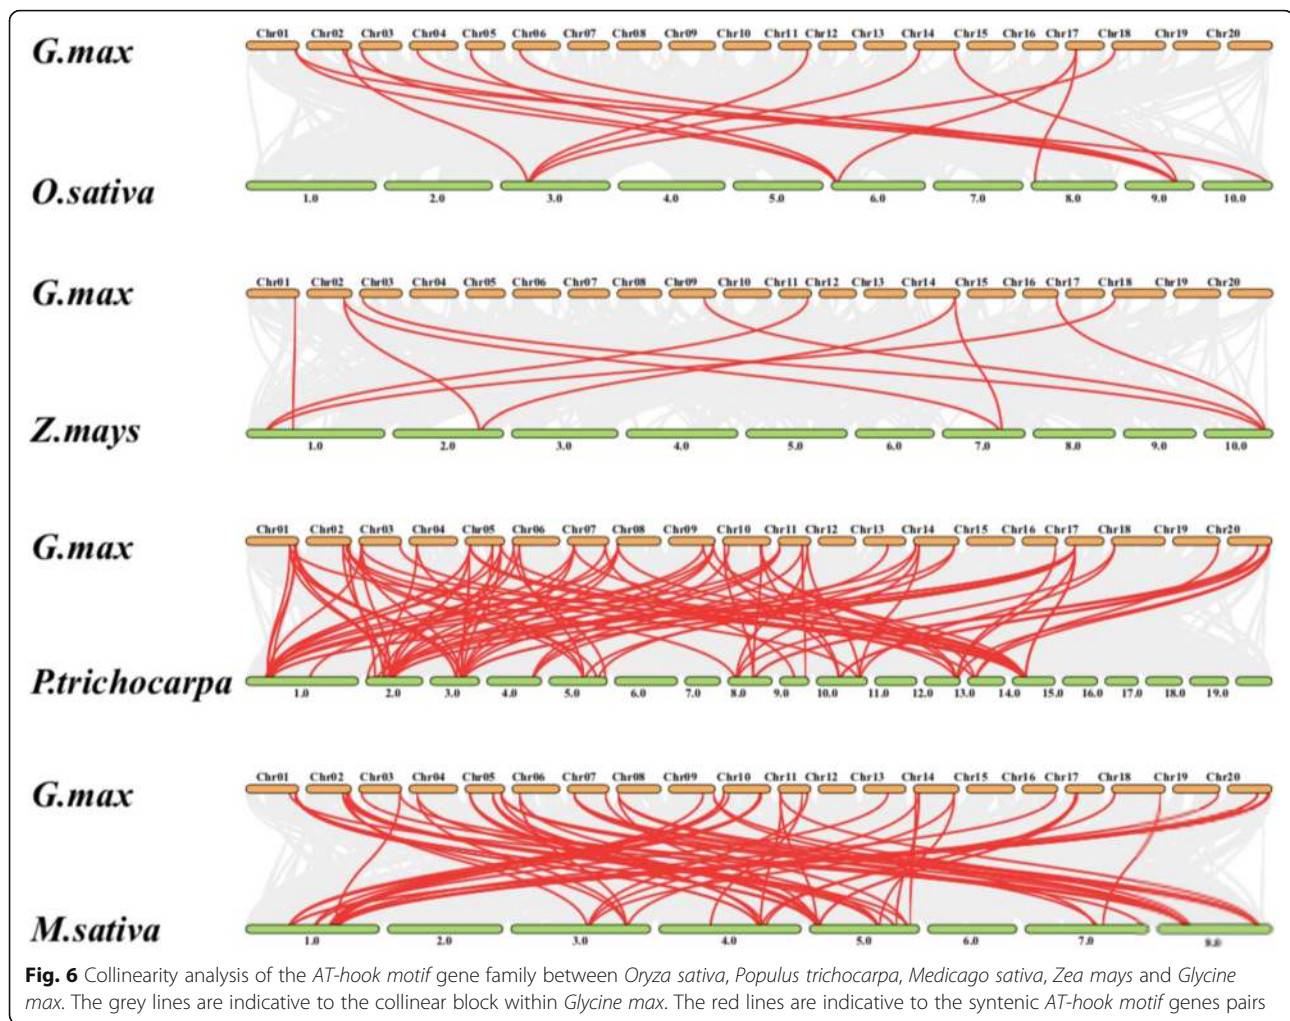 Chr01 Chr02 Chr03 Chr04 Chr05 Chr06 Chr07 Chr08 Chr09 Chr10 Chr11 Chr12 Chr13 Chr14 Chr15 Chr16 Chr17 Chr18 Chr19 Chr20
G.max
O.sativa
1.0 2.0 3.0 4.0 5.0 6.0 7.0 8.0 9.0 10.0
Chr01 Chr02 Chr03 Chr04 Chr05 Chr06 Chr07 Chr08 Chr09 Chr10 Chr11 Chr12 Chr13 Chr14 Chr15 Chr16 Chr17 Chr18 Chr19 Chr20
G.max
Z.mays
1.0 2.0 3.0 4.0 5.0 6.0 7.0 8.0 9.0 10.0
Chr01 Chr02 Chr03 Chr04 Chr05 Chr06 Chr07 Chr08 Chr09 Chr10 Chr11 Chr12 Chr13 Chr14 Chr15 Chr16 Chr17 Chr18 Chr19 Chr20
G.max
P.trichocarpa
1.0 2.0 3.0 4.0 5.0 6.0 7.0 8.0 9.0 10.0 11.0 12.0 13.0 14.0 15.0 16.0 17.0 18.0 19.0
Chr01 Chr02 Chr03 Chr04 Chr05 Chr06 Chr07 Chr08 Chr09 Chr10 Chr11 Chr12 Chr13 Chr14 Chr15 Chr16 Chr17 Chr18 Chr19 Chr20
G.max
M.sativa
1.0 2.0 3.0 4.0 5.0 6.0 7.0 8.0
Fig. 6 Collinearity analysis of the AT-hook motif gene family between Oryza sativa, Populus trichocarpa, Medicago sativa, Zea mays and Glycine
max. The grey lines are indicative to the collinear block within Glycine max. The red lines are indicative to the syntenic AT-hook motif genes pairs